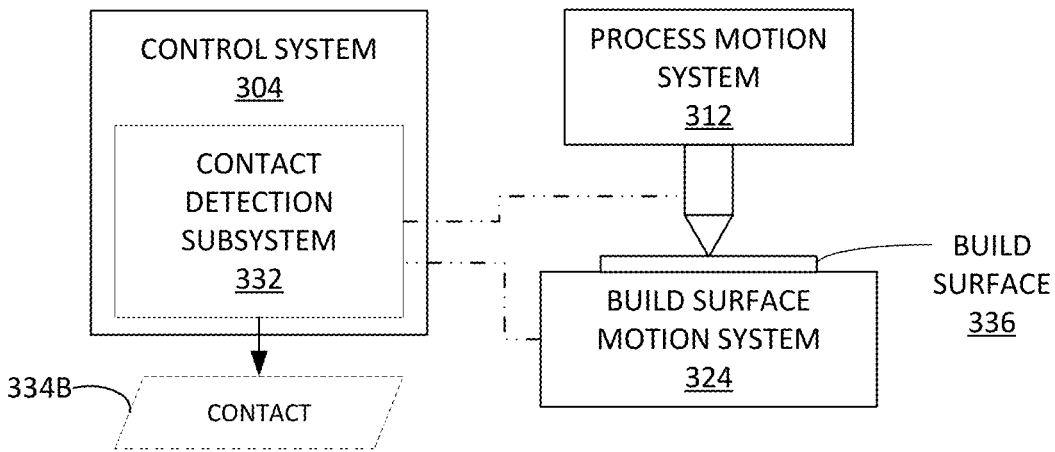 CONTROL SYSTEM
304
CONTACT
DETECTION
SUBSYSTEM
332
334B
CONTACT
PROCESS MOTION
SYSTEM
312
BUILD
SURFACE
336
BUILD SURFACE
MOTION SYSTEM
324